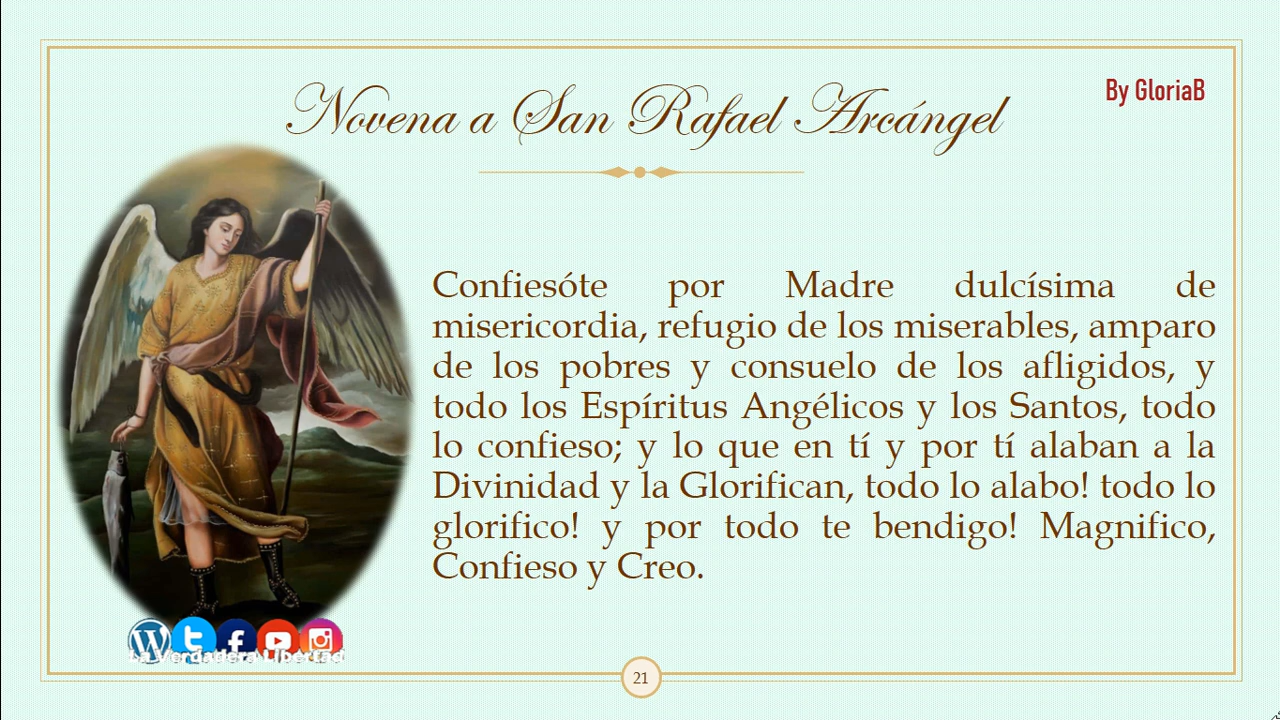 Novena a San Rafael Arcángel
By GloriaB
Confiesóte por Madre dulcísima de
misericordia, refugio de los miserables, amparo
de los pobres y consuelo de los afligidos, y
todo los Espíritus Angélicos y los Santos, todo
lo confieso; y lo que en tí y por tí alaban a la
Divinidad y la Glorifican, todo lo alabo! todo lo
glorifico! y por todo te bendigo! Magnifico,
Confieso y Creo.
La Verdadera Libertad
21